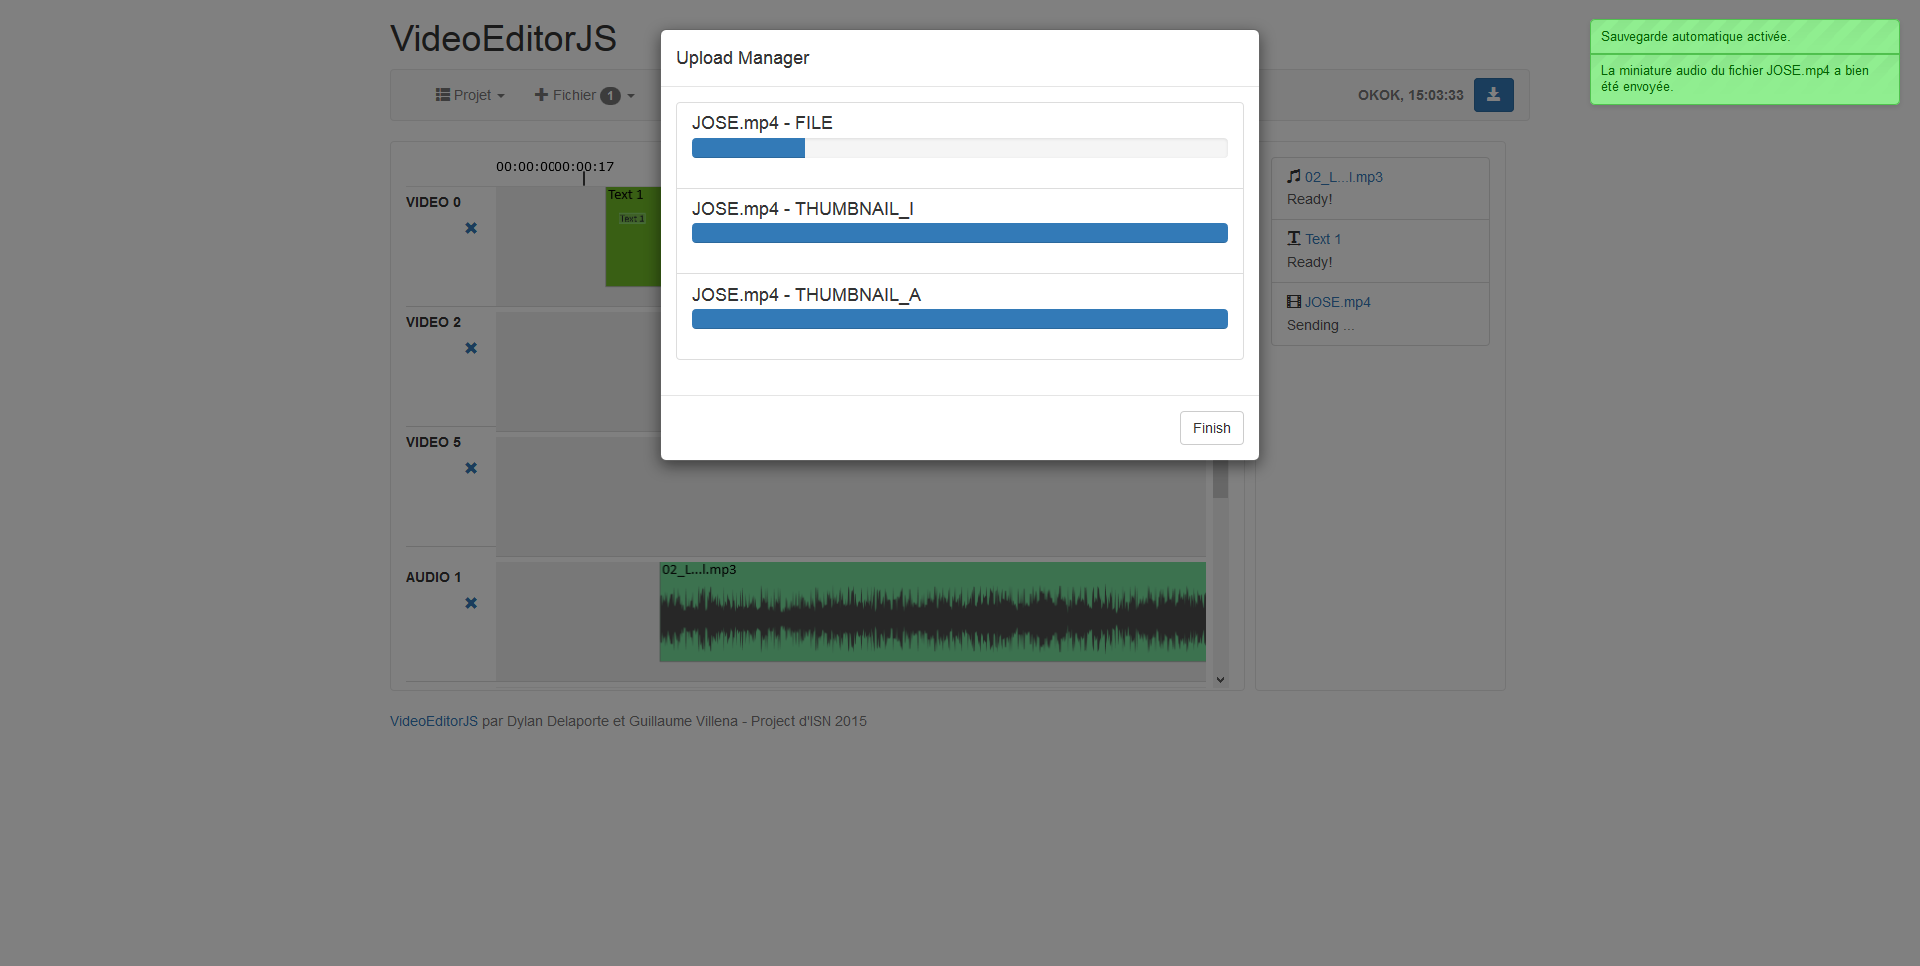 VideoEditorJS
Projet
Fichier 1
OKOK, 15:03:33
Upload Manager
JOSE.mp4 - FILE
JOSE.mp4 - THUMBNAIL_I
JOSE.mp4 - THUMBNAIL_A
Finish
Sauvegarde automatique activée.
La miniature audio du fichier JOSE.mp4 a bien
été envoyée.
00:00:17
VIDEO 0
Text 1
Text 1
VIDEO 2
VIDEO 5
AUDIO 1
02_L...l.mp3
02_L...l.mp3
Ready!
Text 1
Ready!
JOSE.mp4
Sending ...
VideoEditorJS par Dylan Delaporte et Guillaume Villena - Project d'ISN 2015